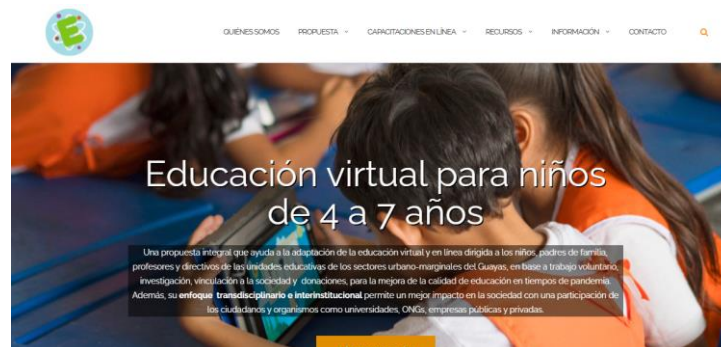 E
QUIÉNES SOMOS PROPUESTA CAPACITACIONES EN LÍNEA RECURSOS INFORMACIÓN CONTACTO
Educación virtual para niños
de 4 a 7 años
Una propuesta integral que ayuda a la adaptación de la educación virtual y en línea dirigida a los niños, padres de familia,
profesores y directivos de las unidades educativas de los sectores urbano-marginales del Guayas, en base a trabajo voluntario,
investigación, vinculación a la sociedad y donaciones, para la mejora de la calidad de educación en tiempos de pandemia.
Además, su enfoque transdisciplinario e interinstitucional permite un mejor impacto en la sociedad con una participación de
los ciudadanos y organismos como universidades, ONGs, empresas públicas y privadas.